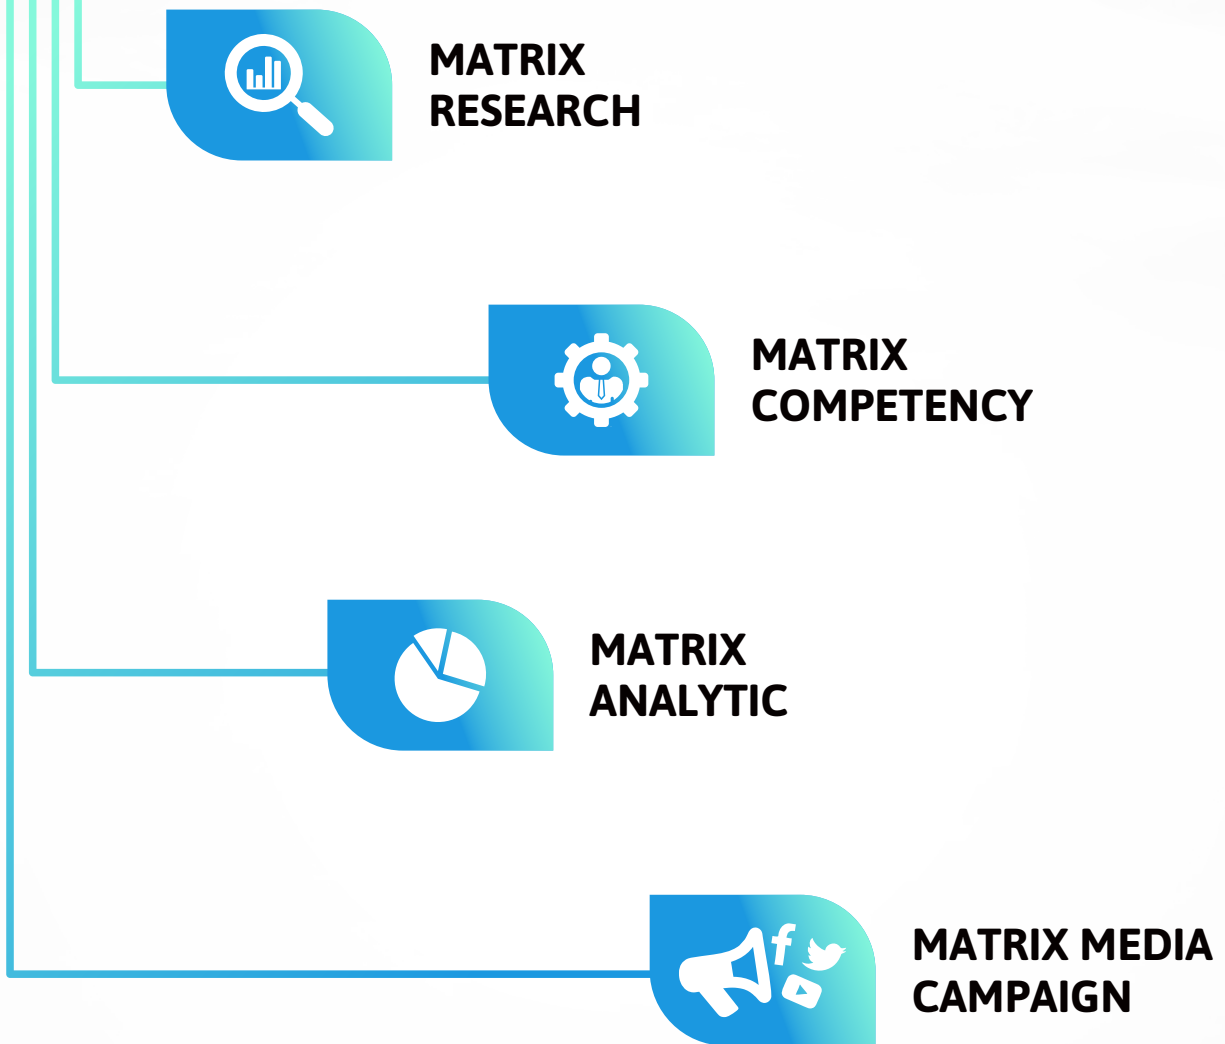 MATRIX
RESEARCH
MATRIX
COMPETENCY
MATRIX
ANALYTIC
MATRIX MEDIA
CAMPAIGN